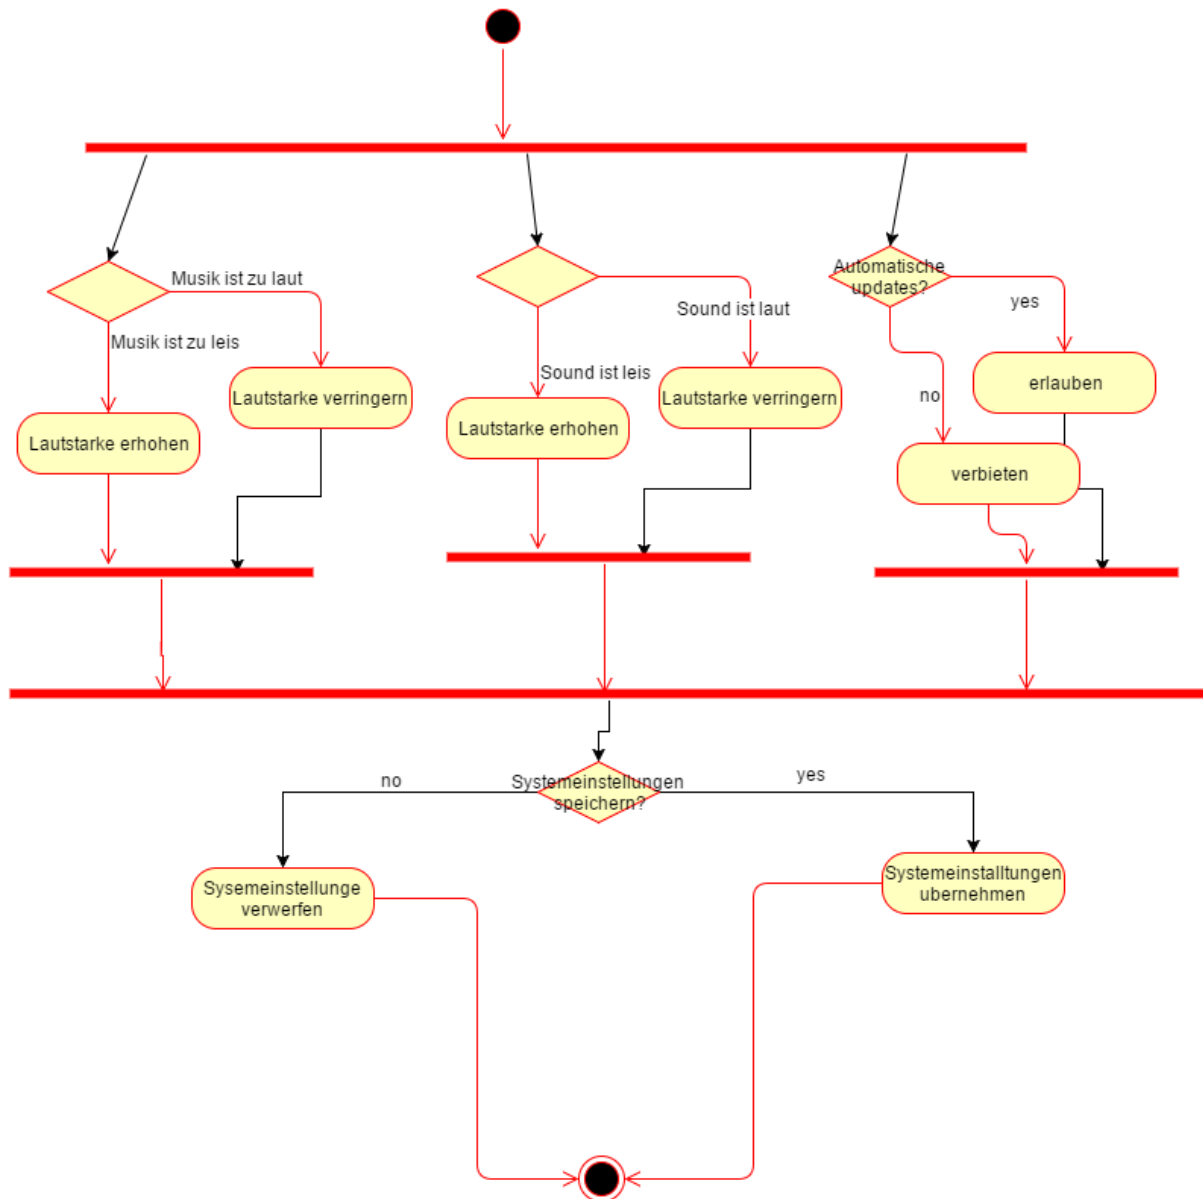 Musik ist zu laut
Musik ist zu leis
Lautstarke verringern
Lautstarke erhohen
Sound ist laut
Sound ist leis
Lautstarke verringern
Lautstarke erhohen
Automatische
updates?
yes
no
erlauben
verbieten
Systemeinstellungen
speichern?
no
yes
Sysemeinstellunge
verwerfen
Systemeinstalltungen
ubernehmen